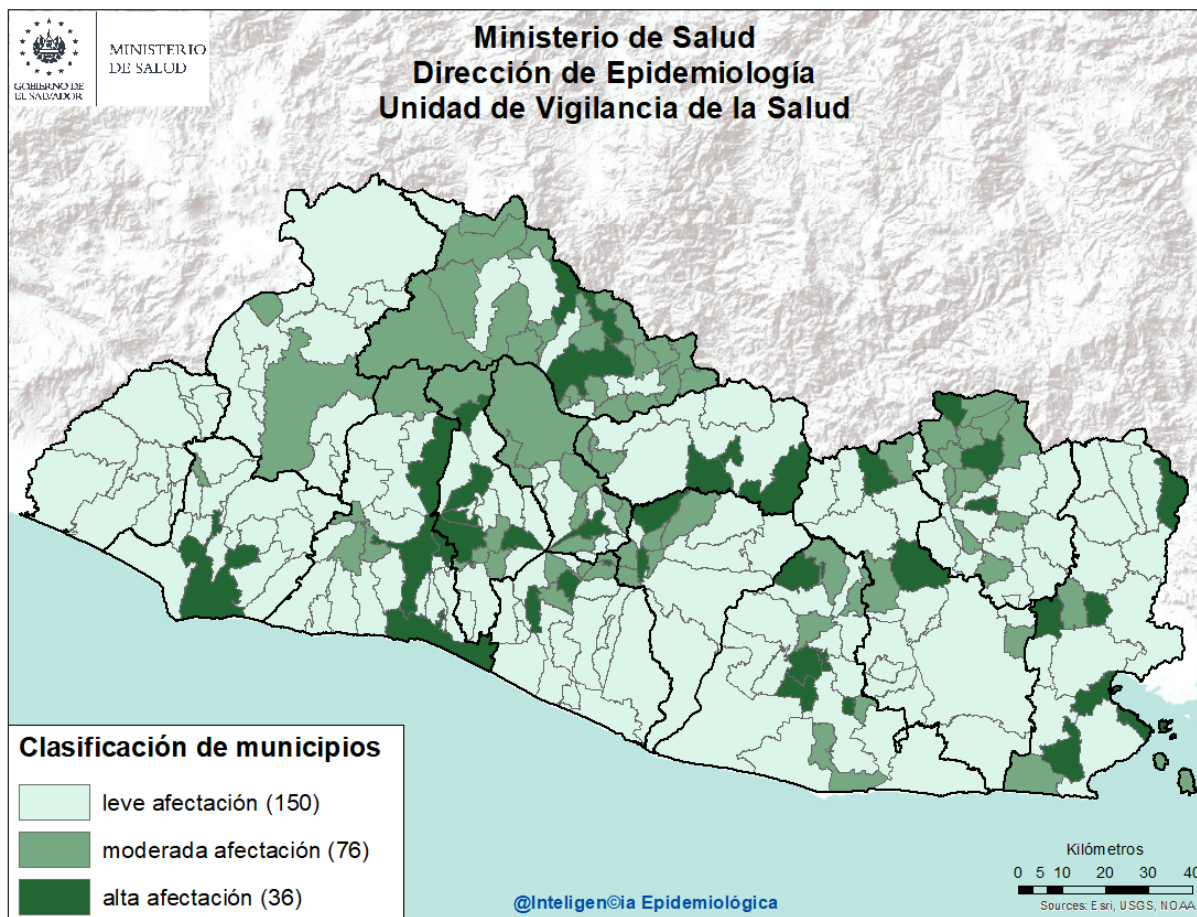 GOBIERNO DE
EL SALVADOR
MINISTERIO
DE SALUD
Ministerio de Salud
Dirección de Epidemiología
Unidad de Vigilancia de la Salud
Clasificación de municipios
leve afectación (150)
moderada afectación (76)
alta afectación (36)
@Inteligen©ia Epidemiológica
Kilómetros
0 5 10 20 30 40
Sources: Esri, USGS, NOAA